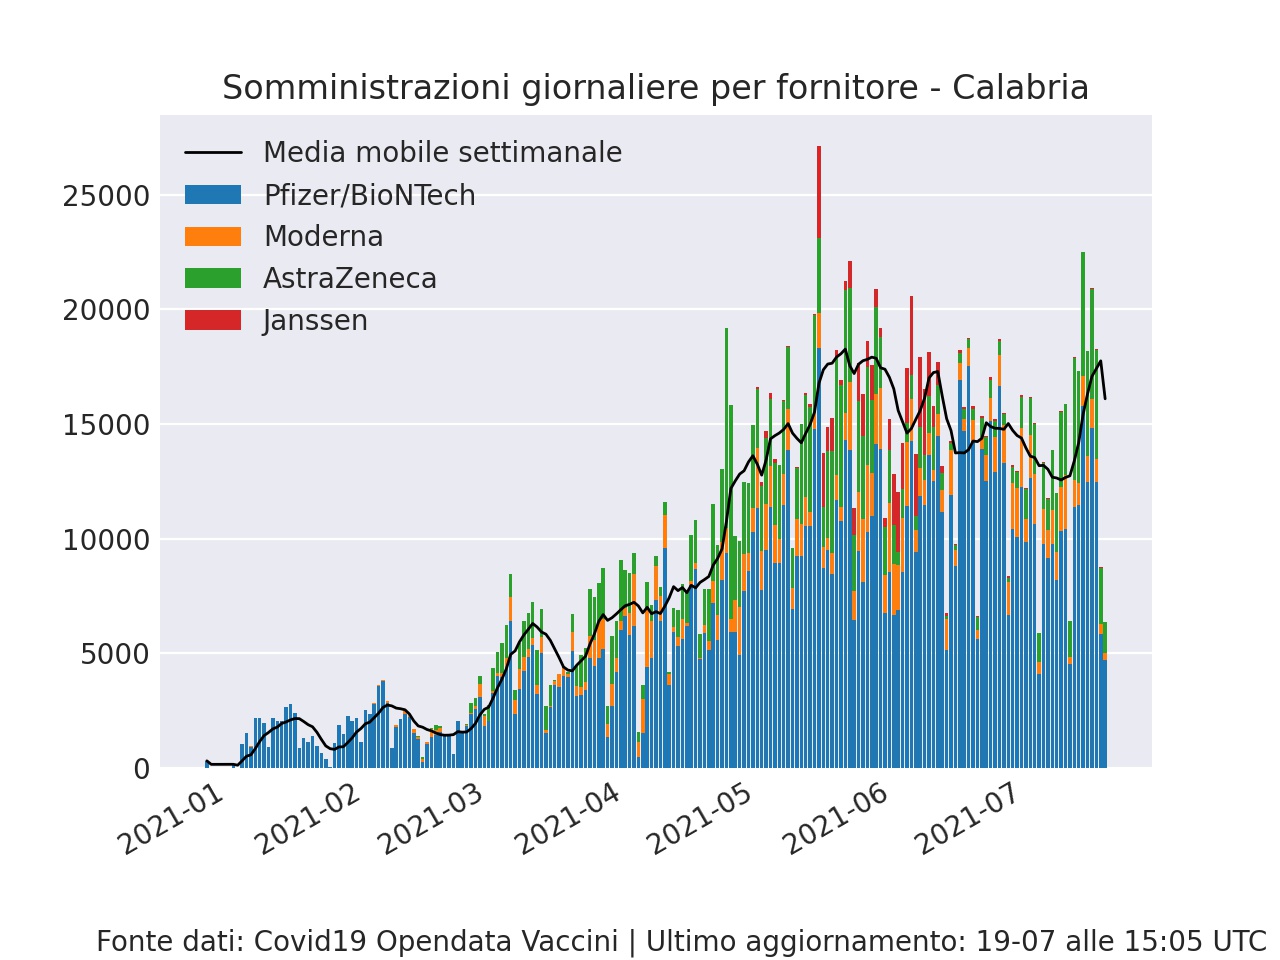 Somministrazioni giornaliere per fornitore - Calabria
Media mobile settimanale
Pfizer/BioNTech
Moderna
AstraZeneca
Janssen
25000
20000
15000
10000
5000
0
2021-01
2021-02
2021-03
2021-04
2021-05
2021-06
2021-07
Fonte dati: Covid19 Opendata Vaccini | Ultimo aggiornamento: 19-07 alle 15:05 UTC